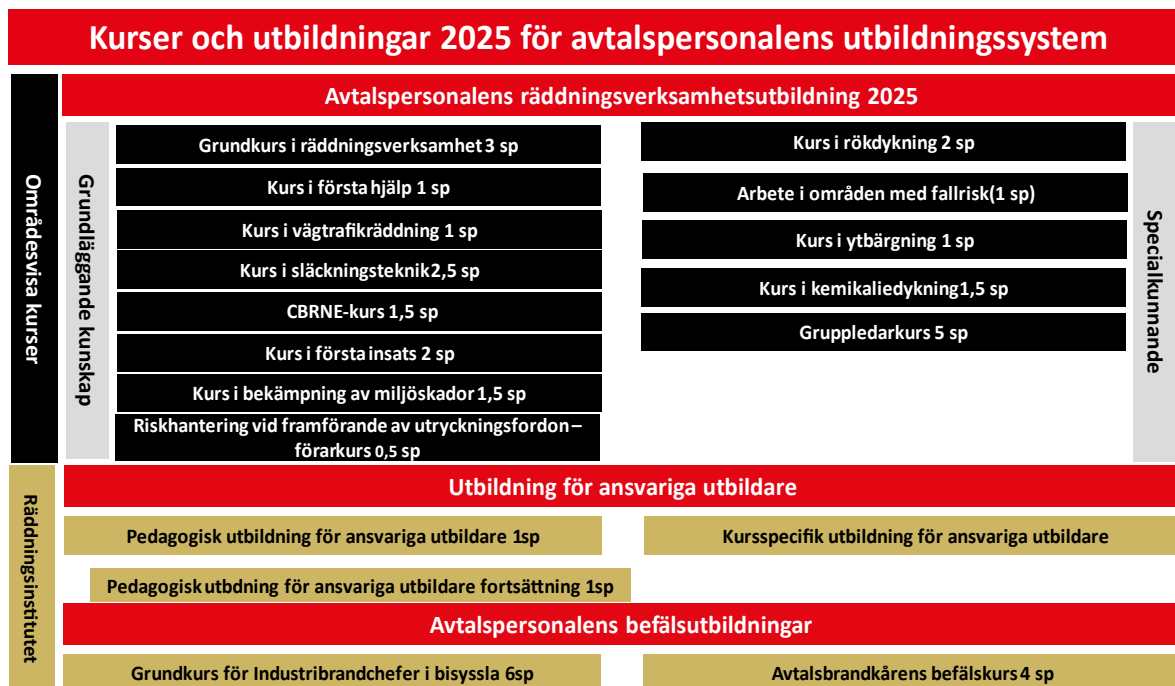 Kurser och utbildningar 2025 för avtalspersonalens utbildningssystem
Områdesvisa kurser
Avtalspersonalens räddningsverksamhetsutbildning 2025
Grundläggande kunskap
Grundkurs i räddningsverksamhet 3 sp
Kurs i första hjälp 1 sp
Kurs i vägtrafikräddning 1 sp
Kurs i släckningsteknik 2,5 sp
CBRNE-kurs 1,5 sp
Kurs i första insats 2 sp
Kurs i bekämpning av miljöskador 1,5 sp
Riskhantering vid framförande av utryckningsfordon –
förarkurs 0,5 sp
Kurs i rökdykning 2 sp
Arbete i områden med fallrisk(1 sp)
Kurs i ytbärgning 1 sp
Kurs i kemikaliedykning 1,5 sp
Gruppledarkurs 5 sp
Specialkunnande
Räddningsinstitutet
Utbildning för ansvariga utbildare
Pedagogisk utbildning för ansvariga utbildare 1sp
Kursspecifik utbildning för ansvariga utbildare
Pedagogisk utbdning för ansvariga utbildare fortsättning 1sp
Avtalspersonalens befälsutbildningar
Grundkurs för Industribrandchefer i bisyssla 6sp
Avtalsbrandkårens befälskurs 4 sp